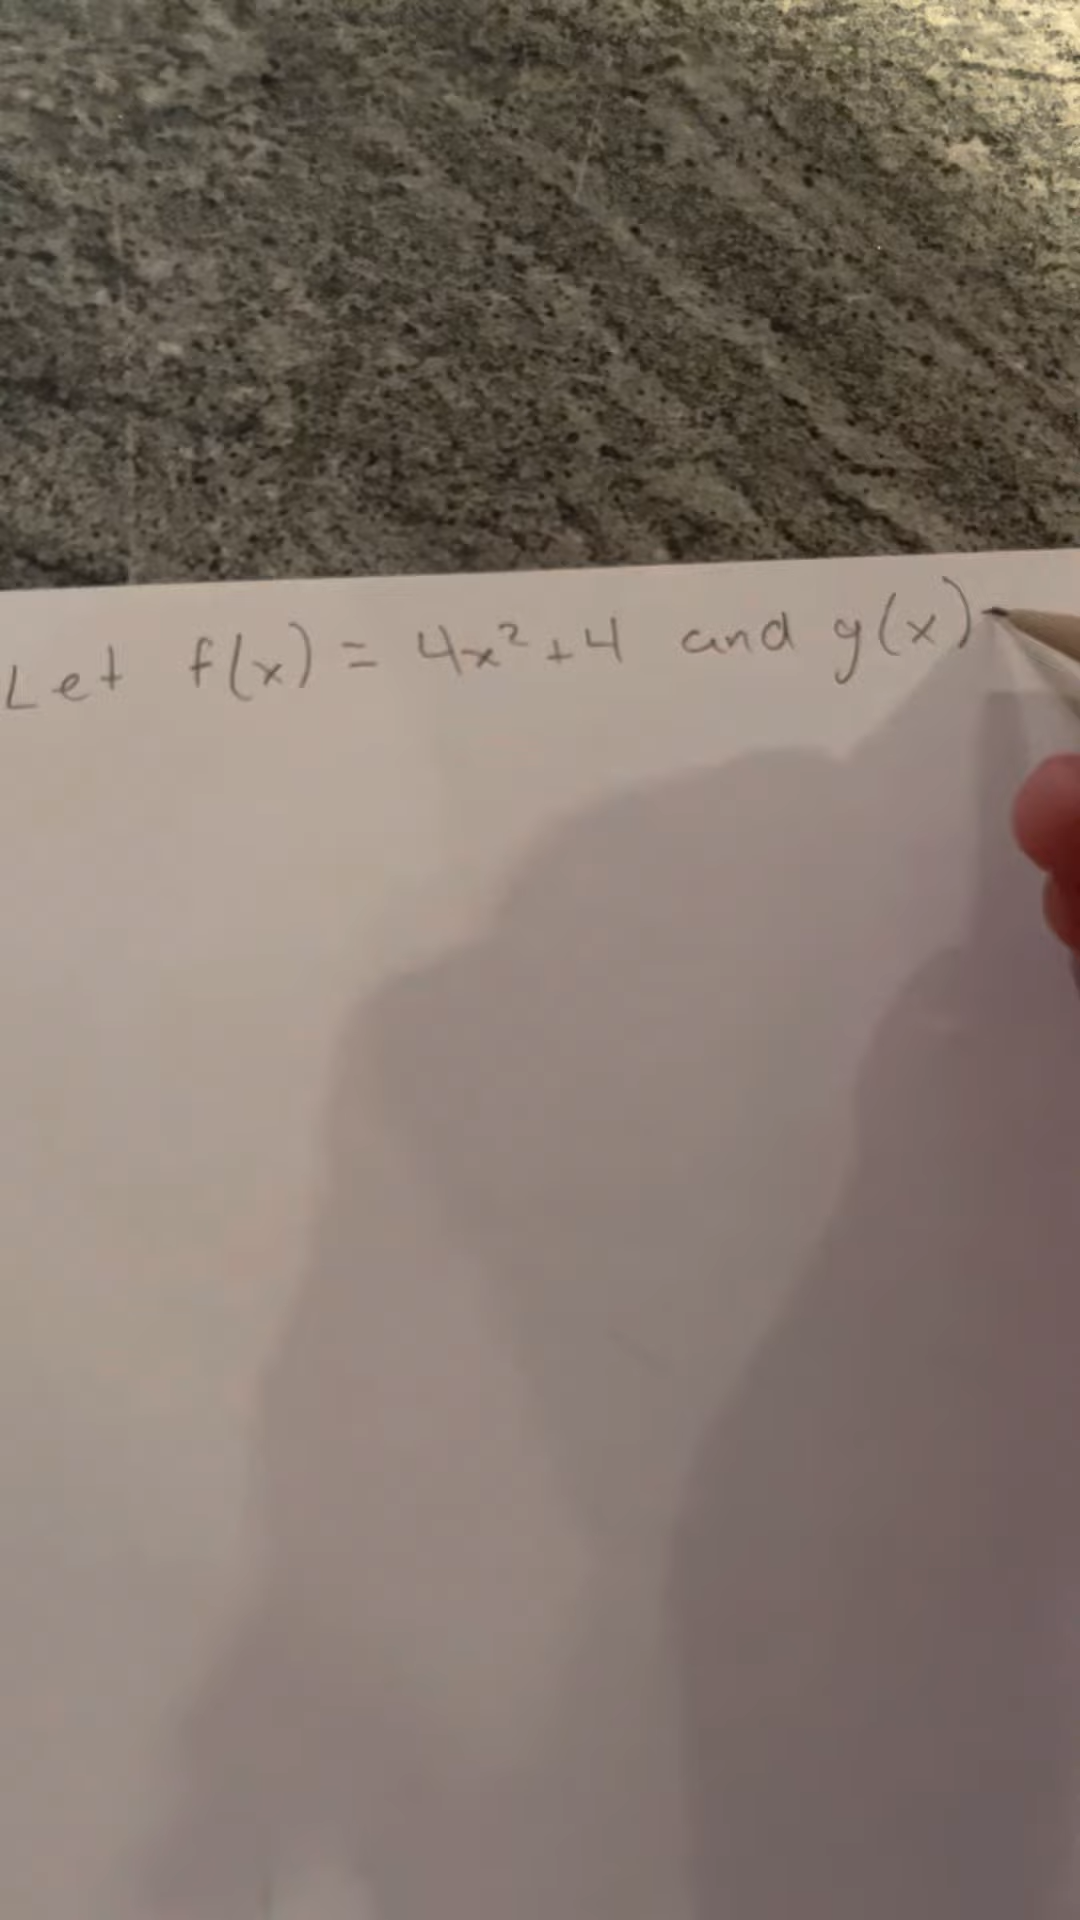 Let f(x) = 4x²+4 and g(x)